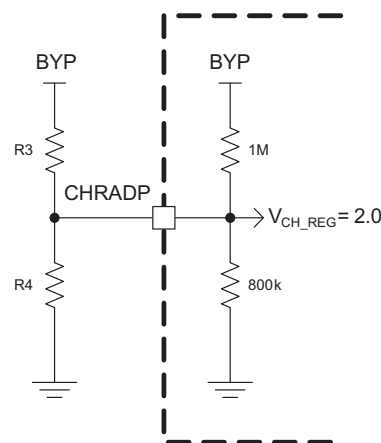 BYP
BYP
R3
1M
CHRADP
V_CH_REG = 2.0
R4
800k